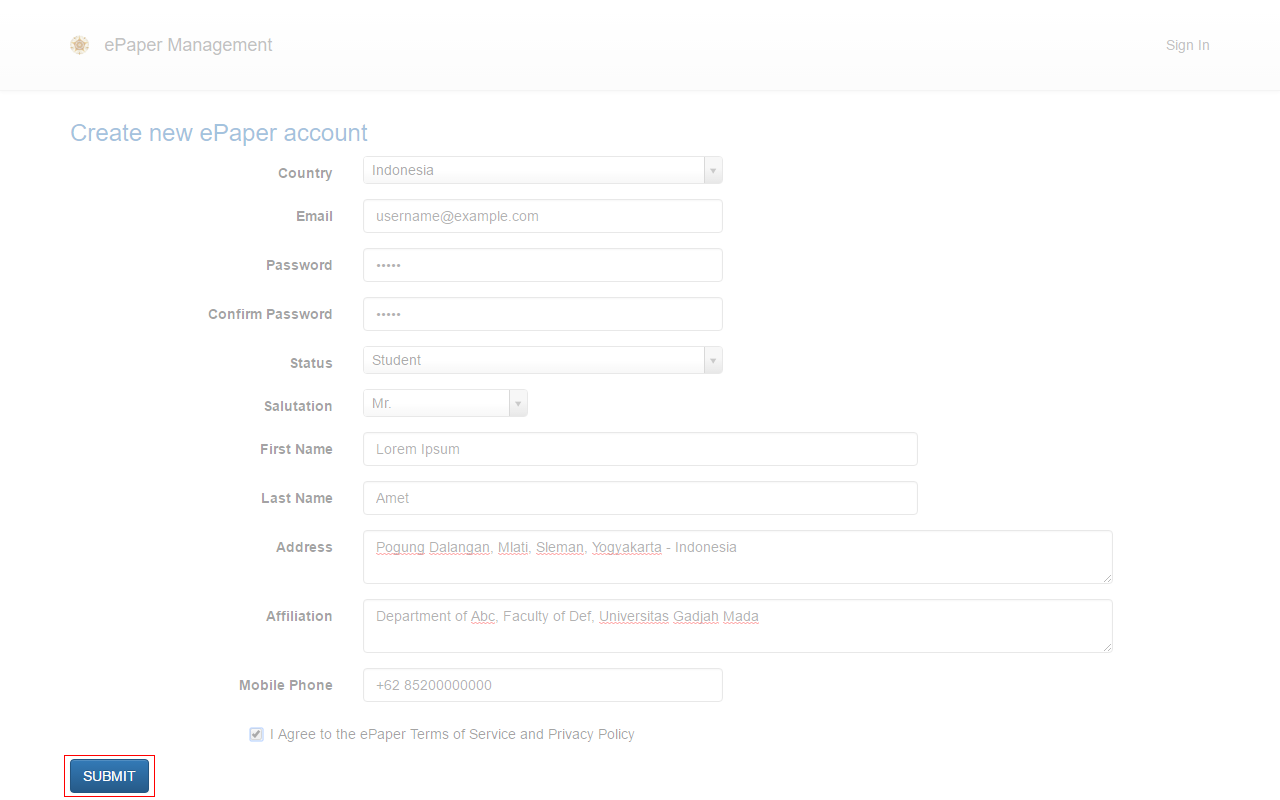 ePaper Management
Sign In
Create new ePaper account
Country Indonesia
Email username@example.com
Password •••••
Confirm Password •••••
Status Student
Salutation Mr.
First Name Lorem Ipsum
Last Name Amet
Address Pogung Dalangan, Mlati, Sleman, Yogyakarta - Indonesia
Affiliation Department of Abc, Faculty of Def, Universitas Gadjah Mada
Mobile Phone +62 85200000000
I Agree to the ePaper Terms of Service and Privacy Policy
SUBMIT